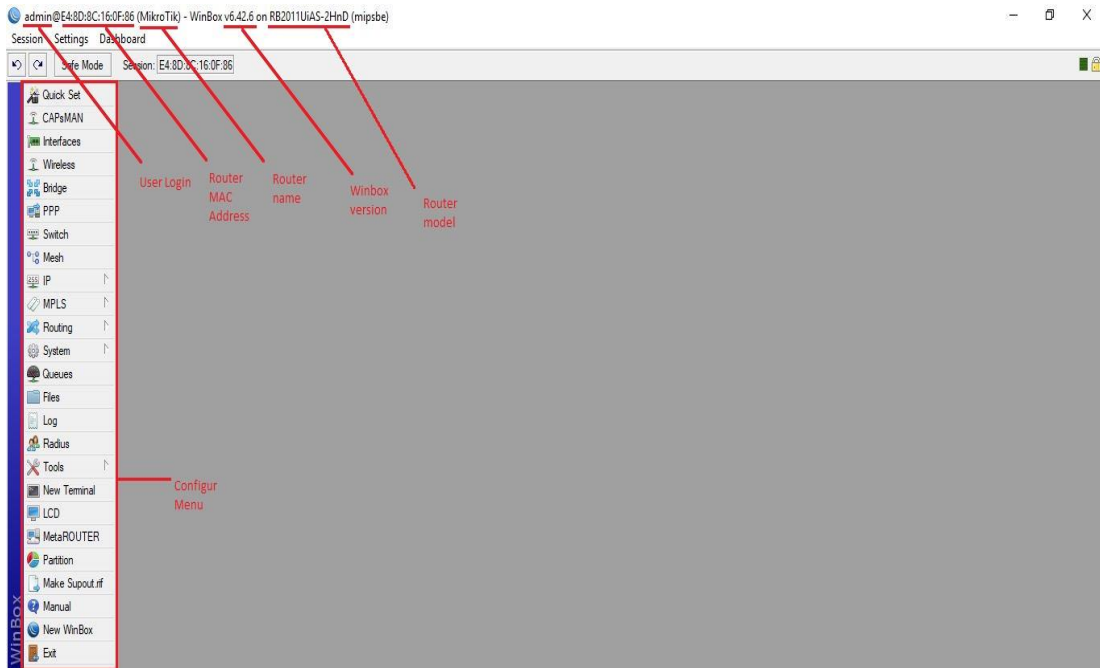 admin@E4:8D:8C:16:0F:86 (MikroTik) - WinBox v6.42.6 on RB2011UiAS-2HnD (mipsbe)
Session Settings Dashboard
Safe Mode Session: E4:8D:8C:16:0F:86
Quick Set
CAPsMAN
Interfaces
Wireless
Bridge
PPP
Switch
Mesh
IP
MPLS
Routing
System
Queues
Files
Log
Radius
Tools
New Terminal
LCD
MetaROUTER
Partition
Make Supout.rif
Manual
New WinBox
Exit
WinBox
User Login
Router
MAC
Address
Router
name
Winbox
version
Router
model
Configur
Menu